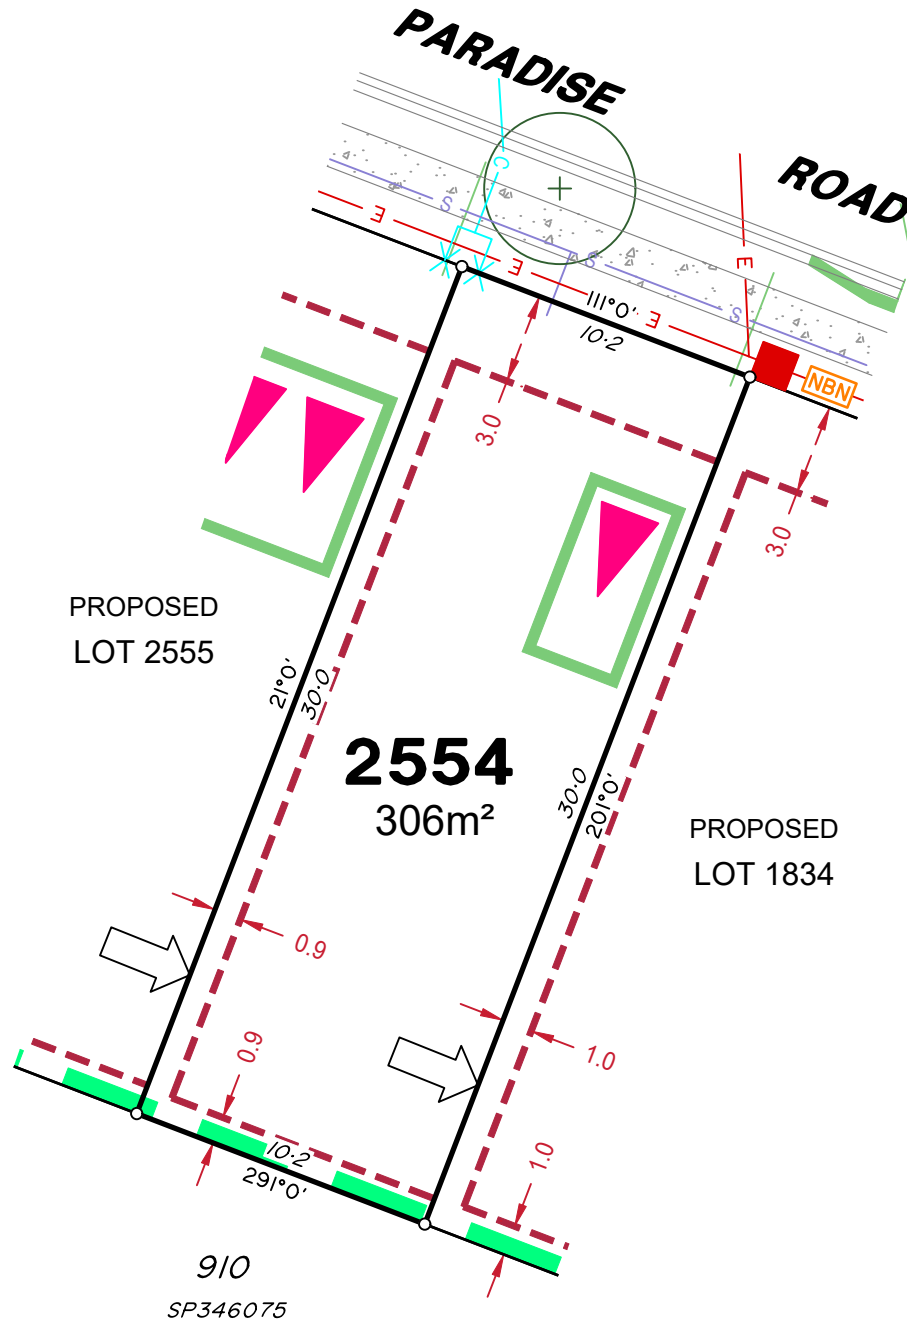 PARADISE
ROAD
C
E
S
E
S
E
E
S
111°0'
10·2
NBN
3.0
3.0
PROPOSED
LOT 2555
21°0'
30·0
2554
306m²
30·0
201°0'
PROPOSED
LOT 1834
0.9
0.9
1.0
1.0
10·2
291°0'
910
SP346075